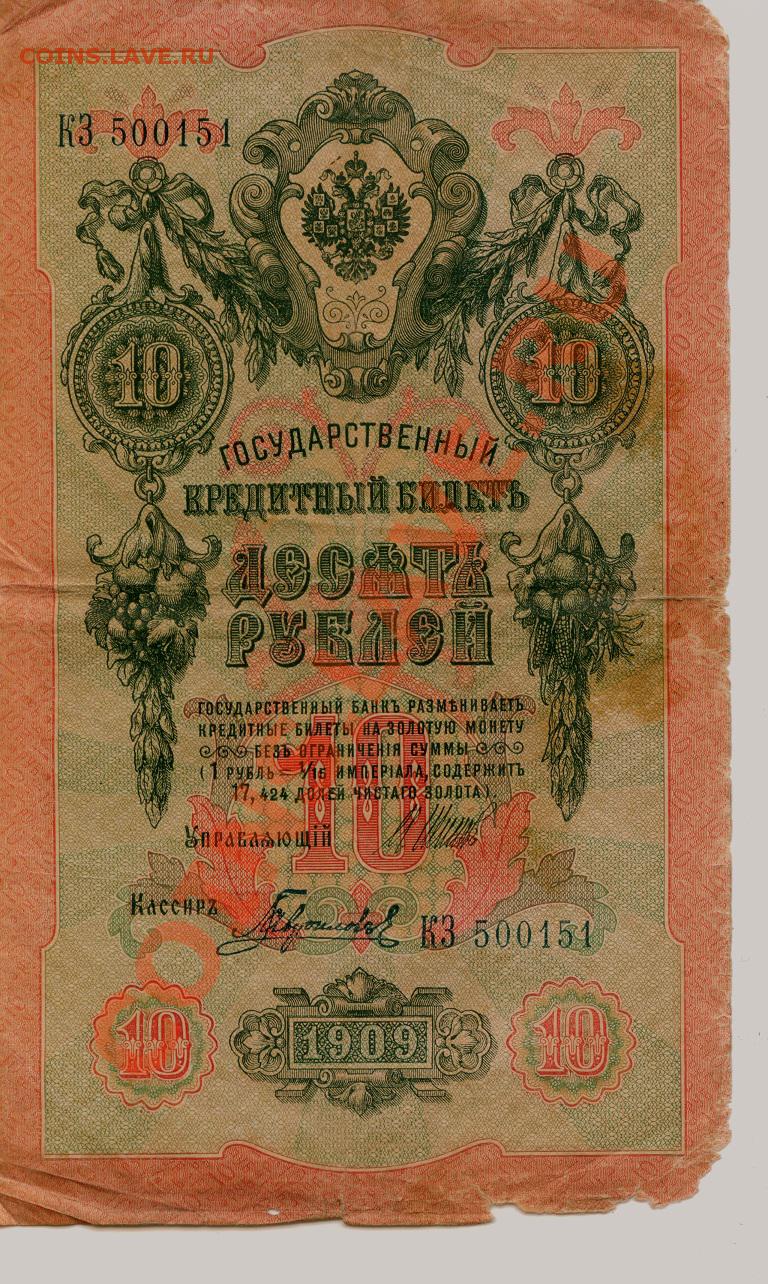 COINS.LAVE.RU
КЗ 500151
10 10
ГОСУДАРСТВЕННЫЙ
КРЕДИТНЫЙ БИЛЕТЪ
ДЕСЯТЬ
РУБЛЕЙ
ГОСУДАРСТВЕННЫЙ БАНКЪ РАЗМѢНИВАЕТЪ
КРЕДИТНЫЕ БИЛЕТЫ НА ЗОЛОТУЮ МОНЕТУ
БЕЗЪ ОГРАНИЧЕНІЯ СУММЫ
(1 РУБЛЬ = 1/15 ИМПЕРІАЛА, СОДЕРЖИТЪ
17,424 ДОЛЕЙ ЧИСТАГО ЗОЛОТА).
10
УПРАВЛЯЮЩІЙ
КАССИРЪ
КЗ 500151
10 1909 10